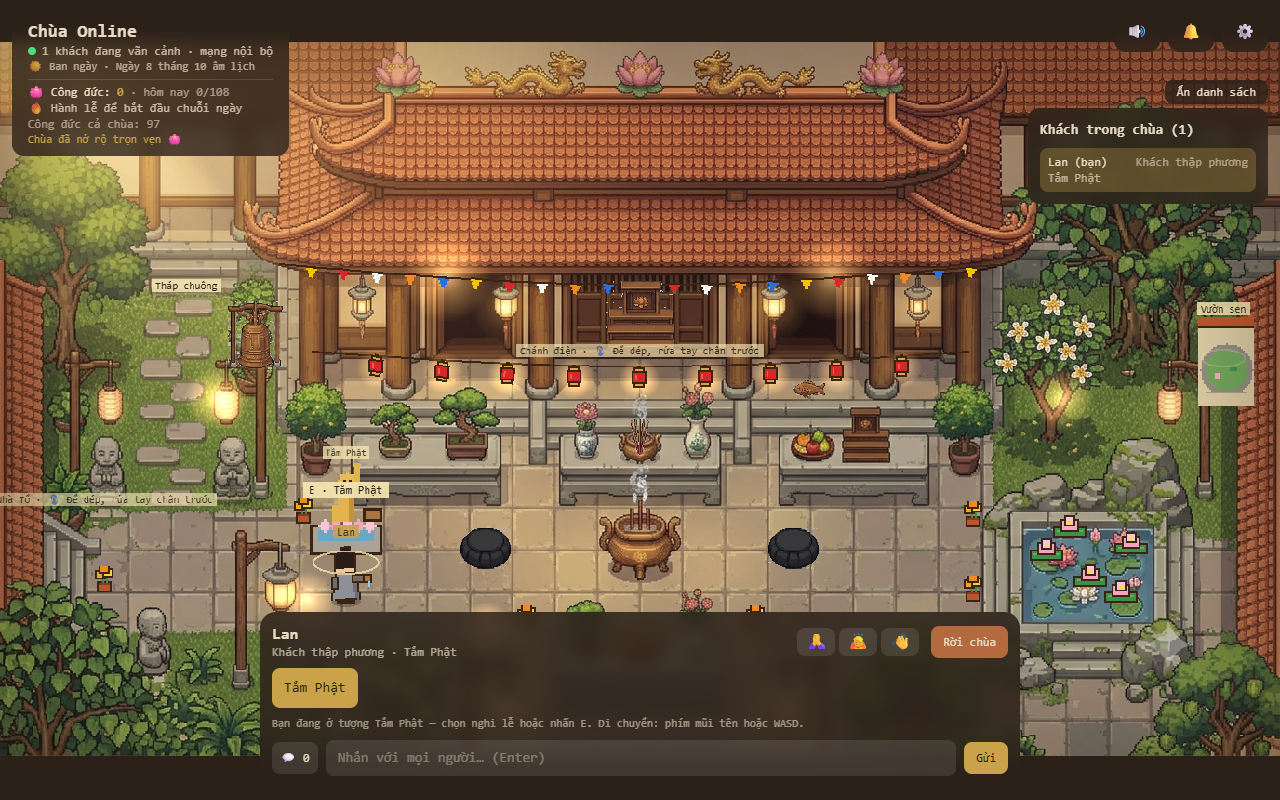 Chùa Online
1 khách đang vãn cảnh · mạng nội bộ
Ban ngày · Ngày 8 tháng 10 âm lịch
Công đức: 0 · hôm nay 0/108
Hành lễ để bắt đầu chuỗi ngày
Công đức cả chùa: 97
Chùa đã nở rộ trọn vẹn
Ẩn danh sách
Khách trong chùa (1)
Lan (bạn) Khách thập phương
Tắm Phật
Tháp chuông
Vườn sen
Chánh điện · Để dép, rửa tay chân trước
Tắm Phật
E · Tắm Phật
Nhà Tổ · Để dép, rửa tay chân trước
Lan
Lan
Khách thập phương · Tắm Phật
Rời chùa
Tắm Phật
Bạn đang ở tượng Tắm Phật — chọn nghi lễ hoặc nhấn E. Di chuyển: phím mũi tên hoặc WASD.
0
Nhắn với mọi người… (Enter)
Gửi